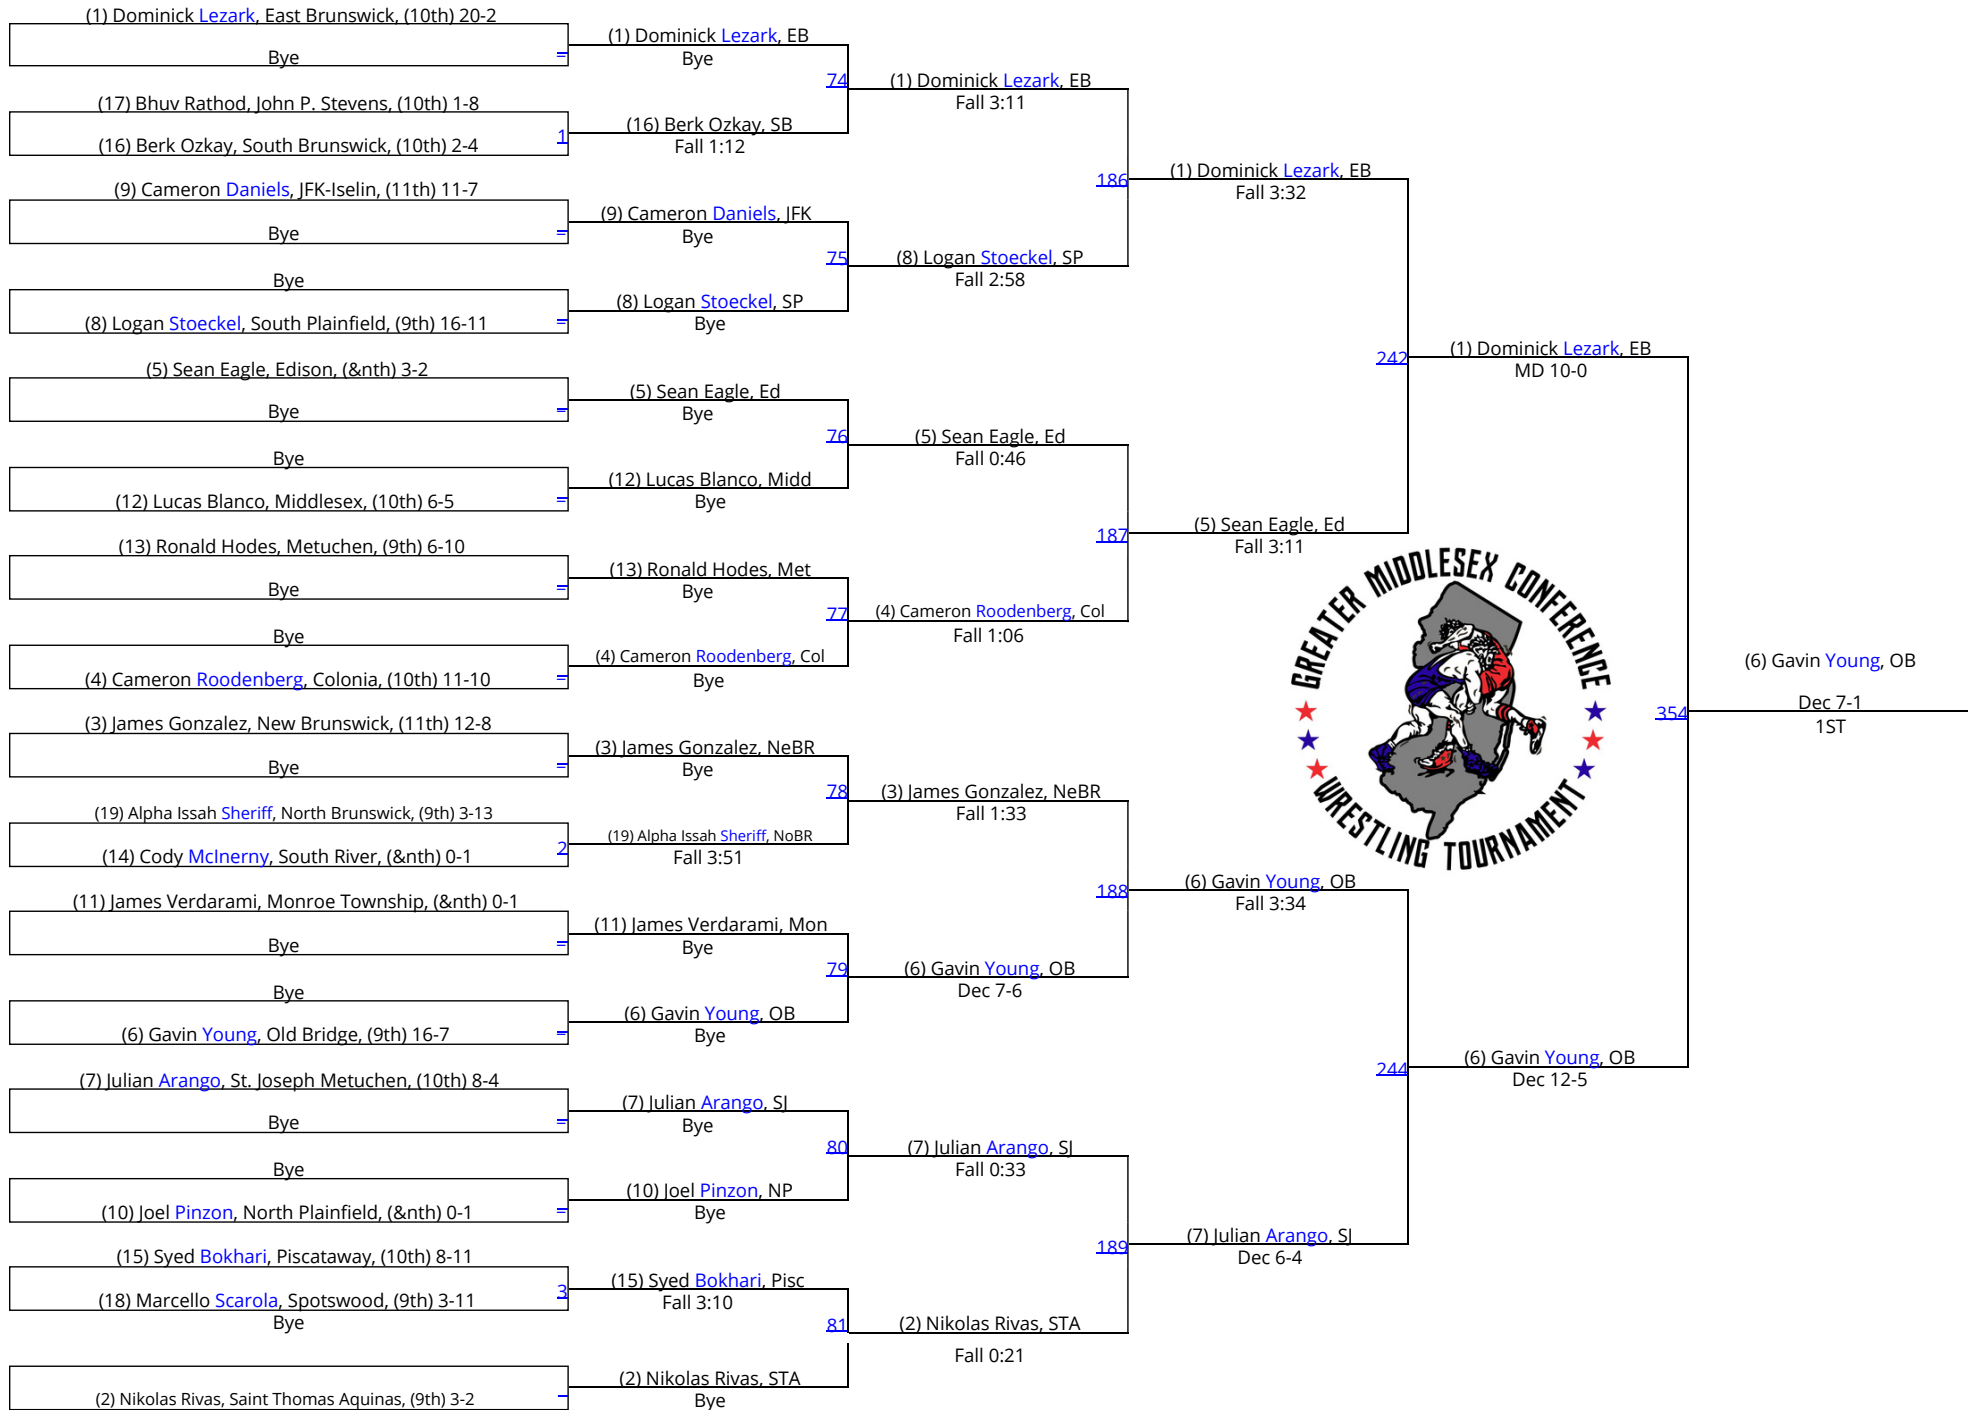 (1) Dominick Lezark, East Brunswick, (10th) 20-2
Bye
(17) Bhuv Rathod, John P. Stevens, (10th) 1-8
1
(16) Berk Ozkay, South Brunswick, (10th) 2-4
(9) Cameron Daniels, JFK-Iselin, (11th) 11-7
Bye
Bye
(8) Logan Stoeckel, South Plainfield, (9th) 16-11
(5) Sean Eagle, Edison, (&nth) 3-2
Bye
Bye
(12) Lucas Blanco, Middlesex, (10th) 6-5
(13) Ronald Hodes, Metuchen, (9th) 6-10
Bye
Bye
(4) Cameron Roodenberg, Colonia, (10th) 11-10
(3) James Gonzalez, New Brunswick, (11th) 12-8
Bye
(19) Alpha Issah Sheriff, North Brunswick, (9th) 3-13
2
(14) Cody McInerny, South River, (&nth) 0-1
(11) James Verdarami, Monroe Township, (&nth) 0-1
Bye
Bye
(6) Gavin Young, Old Bridge, (9th) 16-7
(7) Julian Arango, St. Joseph Metuchen, (10th) 8-4
Bye
Bye
(10) Joel Pinzon, North Plainfield, (&nth) 0-1
(15) Syed Bokhari, Piscataway, (10th) 8-11
3
(18) Marcello Scarola, Spotswood, (9th) 3-11
Bye
(2) Nikolas Rivas, Saint Thomas Aquinas, (9th) 3-2
(1) Dominick Lezark, EB
Bye
74
(16) Berk Ozkay, SB
Fall 1:12
(9) Cameron Daniels, JFK
Bye
75
(8) Logan Stoeckel, SP
Bye
(5) Sean Eagle, Ed
Bye
76
(12) Lucas Blanco, Midd
Bye
(13) Ronald Hodes, Met
Bye
77
(4) Cameron Roodenberg, Col
Bye
(3) James Gonzalez, NeBR
Bye
78
(19) Alpha Issah Sheriff, NoBR
Fall 3:51
(11) James Verdarami, Mon
Bye
79
(6) Gavin Young, OB
Bye
(7) Julian Arango, SJ
Bye
80
(10) Joel Pinzon, NP
Bye
(15) Syed Bokhari, Pisc
Fall 3:10
81
(2) Nikolas Rivas, STA
Bye
(1) Dominick Lezark, EB
Fall 3:11
186
(8) Logan Stoeckel, SP
Fall 2:58
(5) Sean Eagle, Ed
Fall 0:46
187
(4) Cameron Roodenberg, Col
Fall 1:06
(3) James Gonzalez, NeBR
Fall 1:33
188
(6) Gavin Young, OB
Dec 7-6
(7) Julian Arango, SJ
Fall 0:33
189
(2) Nikolas Rivas, STA
Fall 0:21
(1) Dominick Lezark, EB
Fall 3:32
242
(5) Sean Eagle, Ed
Fall 3:11
(6) Gavin Young, OB
Fall 3:34
244
(7) Julian Arango, SJ
Dec 6-4
(1) Dominick Lezark, EB
MD 10-0
GREATER MIDDLESEX CONFERENCE
WRESTLING TOURNAMENT
354
(6) Gavin Young, OB
Dec 12-5
(6) Gavin Young, OB
Dec 7-1
1ST